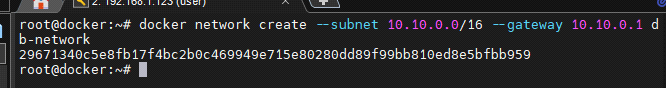 2. 192.168.1.123 (user)
root@docker:~# docker network create --subnet 10.10.0.0/16 --gateway 10.10.0.1 d
b-network
29671340c5e8fb17f4bc2b0c469949e715e80280dd89f99bb810ed8e5bfbb959
root@docker:~#